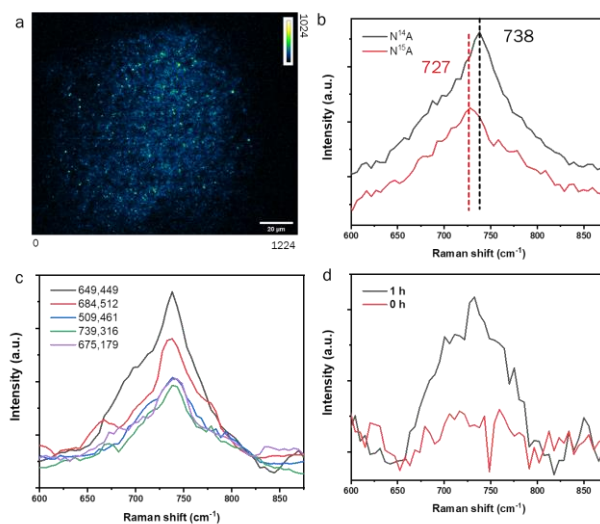 a
1024
20 µm
0
1224
b
N¹⁴A
N¹⁵A
738
727
Intensity (a.u.)
600 650 700 750 800 850
Raman shift (cm⁻¹)
c
649,449
684,512
509,461
739,316
675,179
Intensity (a.u.)
600 650 700 750 800 850
Raman shift (cm⁻¹)
d
1 h
0 h
Intensity (a.u.)
600 650 700 750 800 850
Raman shift (cm⁻¹)